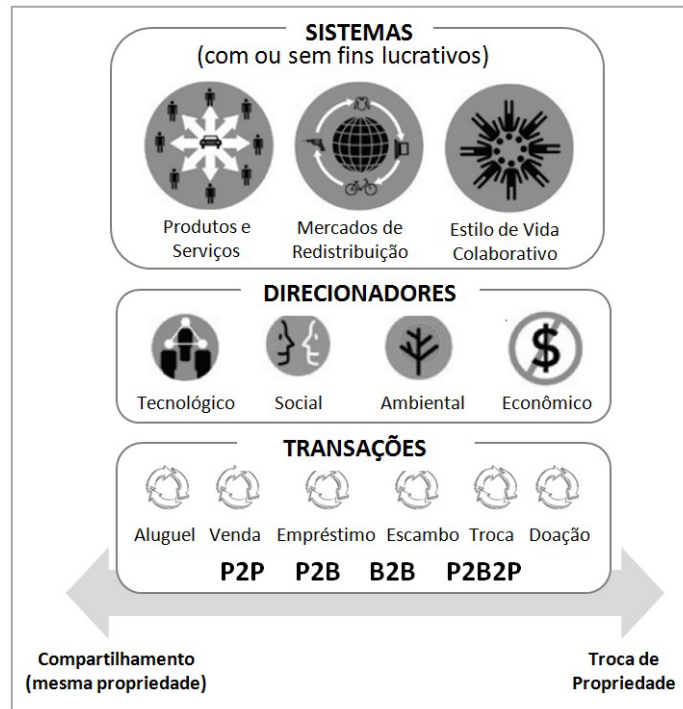 SISTEMAS
(com ou sem fins lucrativos)
Produtos e
Serviços
Mercados de
Redistribuição
Estilo de Vida
Colaborativo
DIRECIONADORES
$
Tecnológico Social Ambiental Econômico
TRANSAÇÕES
Aluguel Venda Empréstimo Escambo Troca Doação
P2P P2B B2B P2B2P
Compartilhamento
(mesma propriedade)
Troca de
Propriedade